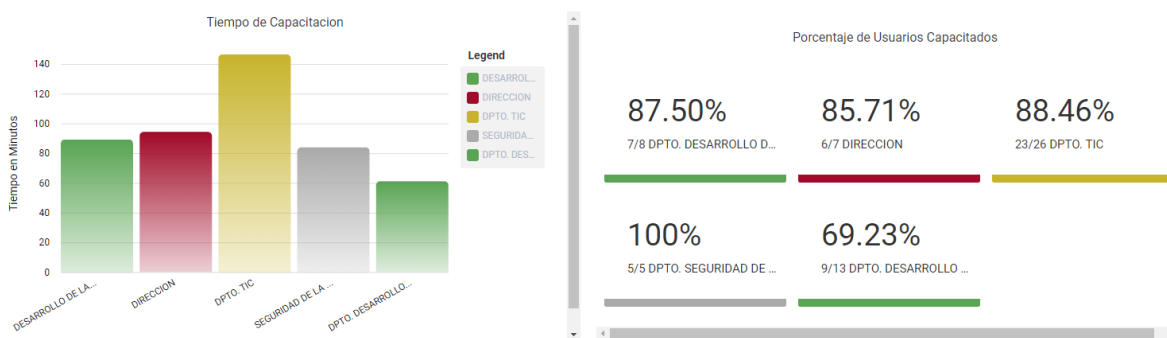 Tiempo de Capacitacion
Tiempo en Minutos
140
120
100
80
60
40
20
0
DESARROLLO DE LA...
DIRECCION
DPTO. TIC
SEGURIDAD DE LA ...
DPTO. DESARROLLO...
Legend
DESARROL...
DIRECCION
DPTO. TIC
SEGURIDA...
DPTO. DES...
Porcentaje de Usuarios Capacitados
87.50%
7/8 DPTO. DESARROLLO D...
85.71%
6/7 DIRECCION
88.46%
23/26 DPTO. TIC
100%
5/5 DPTO. SEGURIDAD DE ...
69.23%
9/13 DPTO. DESARROLLO ...